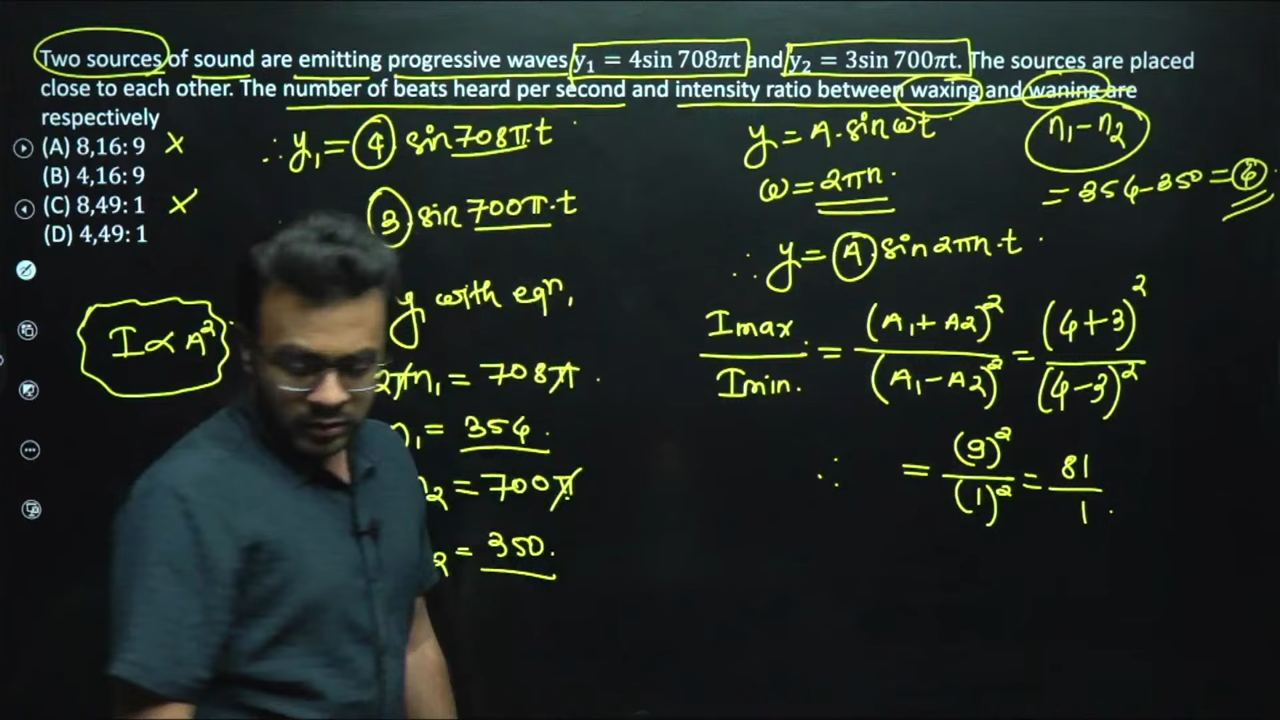 Two sources of sound are emitting progressive waves y₁ = 4sin 708πt and y₂ = 3sin 700πt. The sources are placed
close to each other. The number of beats heard per second and intensity ratio between waxing and waning are
respectively
(A) 8,16: 9 ×
(B) 4,16: 9
(C) 8,49: 1 ×
(D) 4,49: 1
∴ y₁ = 4 sin 708π.t
3 sin 700π.t
I ∝ A²
y with eqn,
2πn₁ = 708π.
n₁ = 354.
2 = 700π
2 = 350.
y = A.sin ωt
ω = 2πn.
∴ y = A sin 2πn.t
n₁ - n₂
= 354 - 350 = 4
Imax / Imin. = (A₁ + A2)² / (A₁ - A2)² = (4+3)² / (4-3)²
∴ = (9)² / (1)² = 81 / 1.